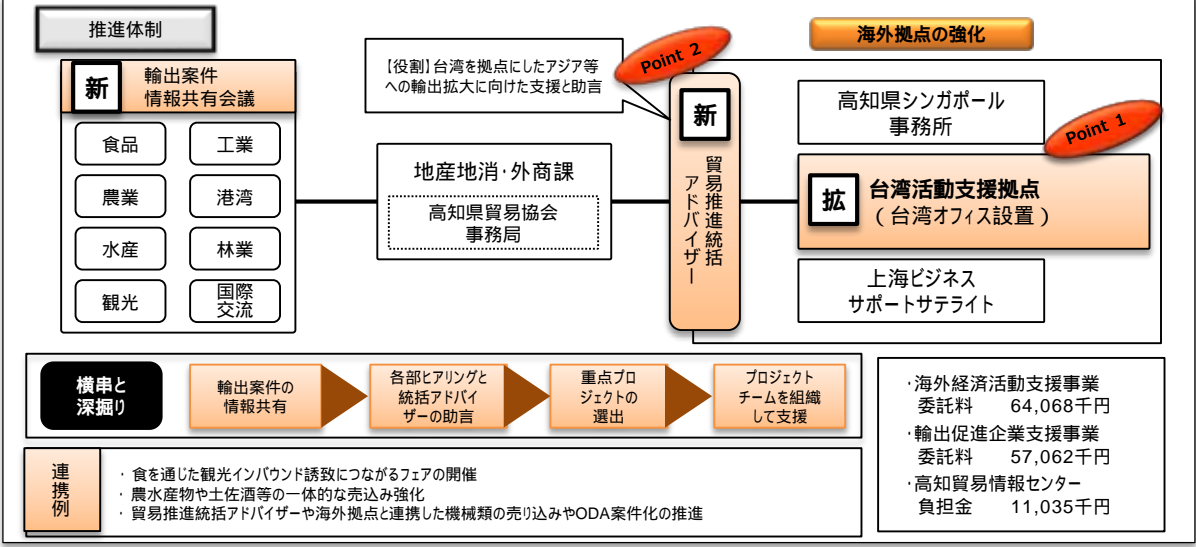 推進体制
新
輸出案件
情報共有会議
食品
工業
農業
港湾
水産
林業
観光
国際
交流
地産地消・外商課
高知県貿易協会
事務局
【役割】台湾を拠点にしたアジア等
への輸出拡大に向けた支援と助言
Point 2
新
貿易推進統括
アドバイザー
海外拠点の強化
高知県シンガポール
事務所
Point 1
拡
台湾活動支援拠点
（台湾オフィス設置）
上海ビジネス
サポートサテライト
横串と
深掘り
輸出案件の
情報共有
各部ヒアリングと
統括アドバイ
ザーの助言
重点プロ
ジェクトの
選出
プロジェクト
チームを組織
して支援
連携例
・食を通じた観光インバウンド誘致につながるフェアの開催
・農水産物や土佐酒等の一体的な売込み強化
・貿易推進統括アドバイザーや海外拠点と連携した機械類の売り込みやODA案件化の推進
・海外経済活動支援事業
委託料 64,068千円
・輸出促進企業支援事業
委託料 57,062千円
・高知貿易情報センター
負担金 11,035千円